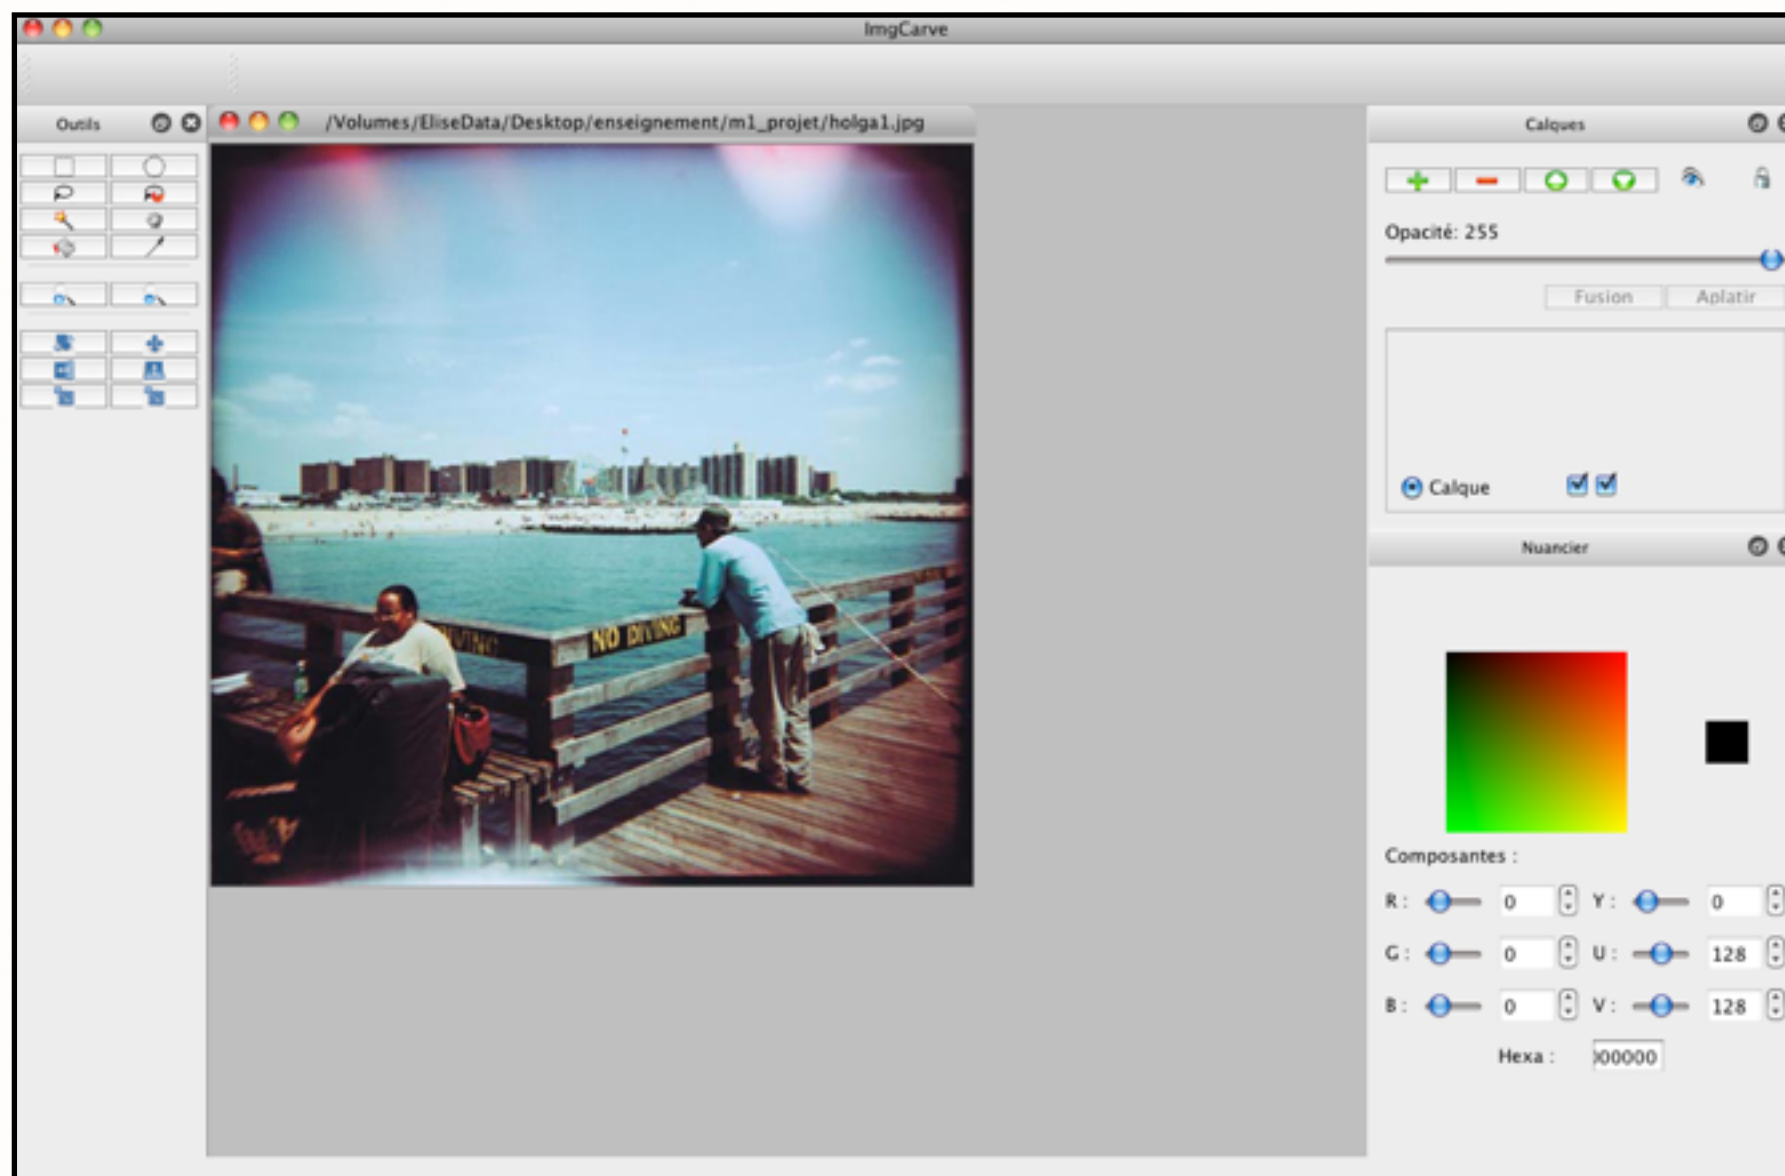 ImgCarve
Outils
/Volumes/EliseData/Desktop/enseignement/m1_projet/holga1.jpg
Calques
Opacité: 255
Fusion Aplatir
Calque
Nuancier
NO DIVING
Composantes :
R : 0 Y : 0
G : 0 U : 128
B : 0 V : 128
Hexa : 000000